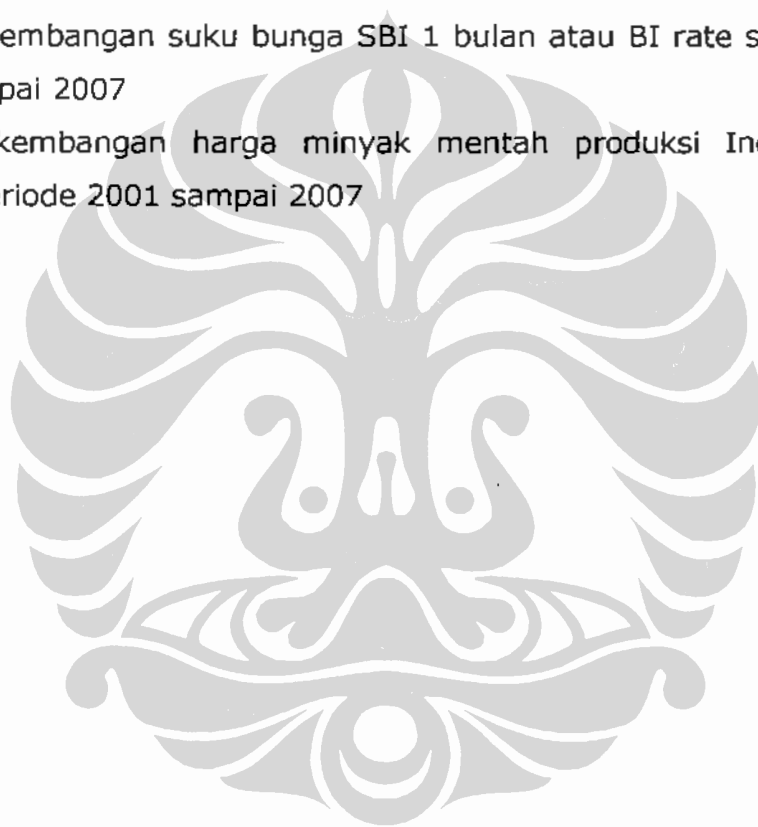 embangan suku bunga SBI 1 bulan atau BI rate s
pai 2007
kembangan harga minyak mentah produksi In
eriode 2001 sampai 2007